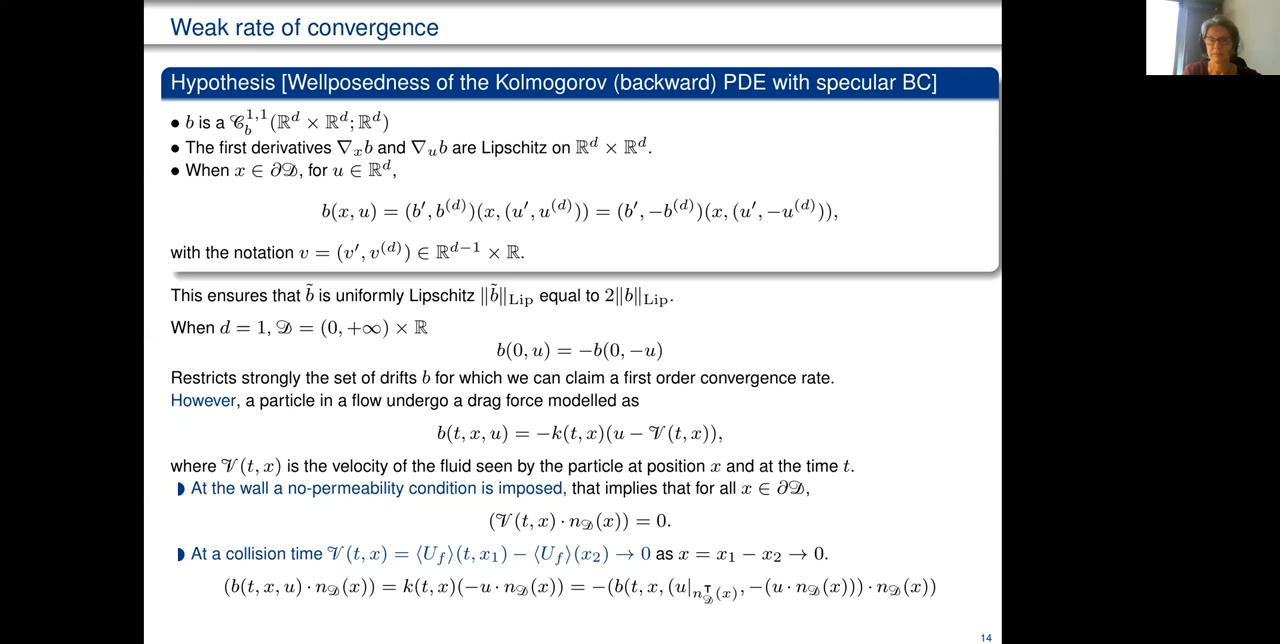 Weak rate of convergence
Hypothesis [Wellposedness of the Kolmogorov (backward) PDE with specular BC]
• b is a 𝒞_b^{1,1}(ℝ^d × ℝ^d; ℝ^d)
• The first derivatives ∇_x b and ∇_u b are Lipschitz on ℝ^d × ℝ^d.
• When x ∈ ∂𝒟, for u ∈ ℝ^d,
b(x, u) = (b′, b^{(d)})(x, (u′, u^{(d)})) = (b′, −b^{(d)})(x, (u′, −u^{(d)})),
with the notation v = (v′, v^{(d)}) ∈ ℝ^{d−1} × ℝ.
This ensures that b̃ is uniformly Lipschitz ‖b̃‖_Lip equal to 2‖b‖_Lip.
When d = 1, 𝒟 = (0, +∞) × ℝ
b(0, u) = −b(0, −u)
Restricts strongly the set of drifts b for which we can claim a first order convergence rate.
However, a particle in a flow undergo a drag force modelled as
b(t, x, u) = −k(t, x)(u − 𝒱(t, x)),
where 𝒱(t, x) is the velocity of the fluid seen by the particle at position x and at the time t.
◗ At the wall a no-permeability condition is imposed, that implies that for all x ∈ ∂𝒟,
(𝒱(t, x) · n_𝒟(x)) = 0.
◗ At a collision time 𝒱(t, x) = ⟨U_f⟩(t, x₁) − ⟨U_f⟩(x₂) → 0 as x = x₁ − x₂ → 0.
(b(t, x, u) · n_𝒟(x)) = k(t, x)(−u · n_𝒟(x)) = −(b(t, x, (u|_{n_𝒟^⊤(x)}, −(u · n_𝒟(x))) · n_𝒟(x))
14